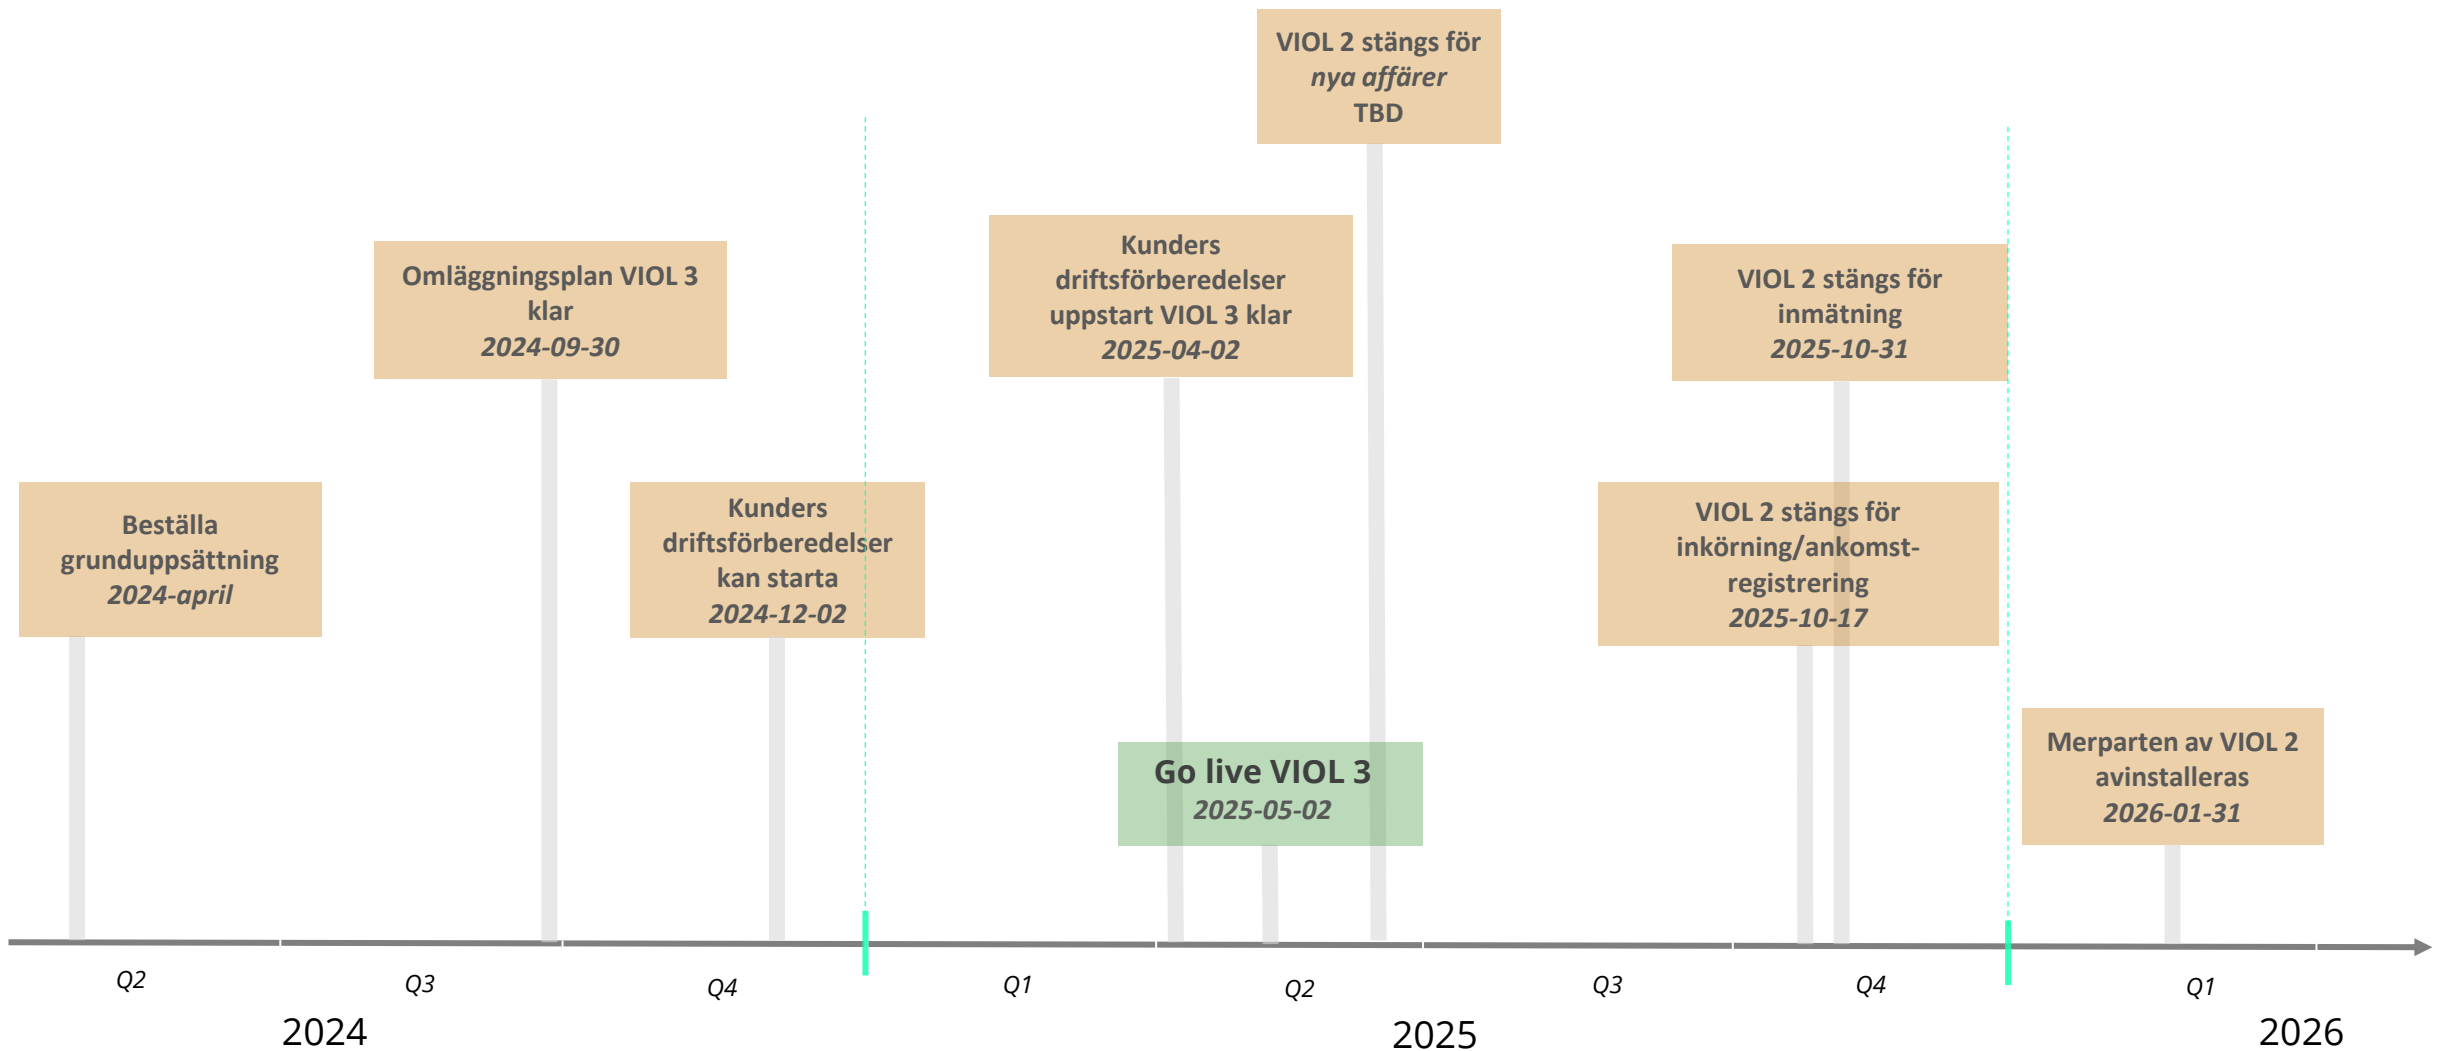 VIOL 2 stängs för
nya affärer
TBD
Omläggningsplan VIOL 3
klar
2024-09-30
Kunders
driftsförberedelser
uppstart VIOL 3 klar
2025-04-02
VIOL 2 stängs för
inmätning
2025-10-31
Beställa
grunduppsättning
2024-april
Kunders
driftsförberedelser
kan starta
2024-12-02
VIOL 2 stängs för
inkörning/ankomst-
registrering
2025-10-17
Go live VIOL 3
2025-05-02
Merparten av VIOL 2
avinstalleras
2026-01-31
Q2
Q3
Q4
Q1
Q2
Q3
Q4
Q1
2024
2025
2026